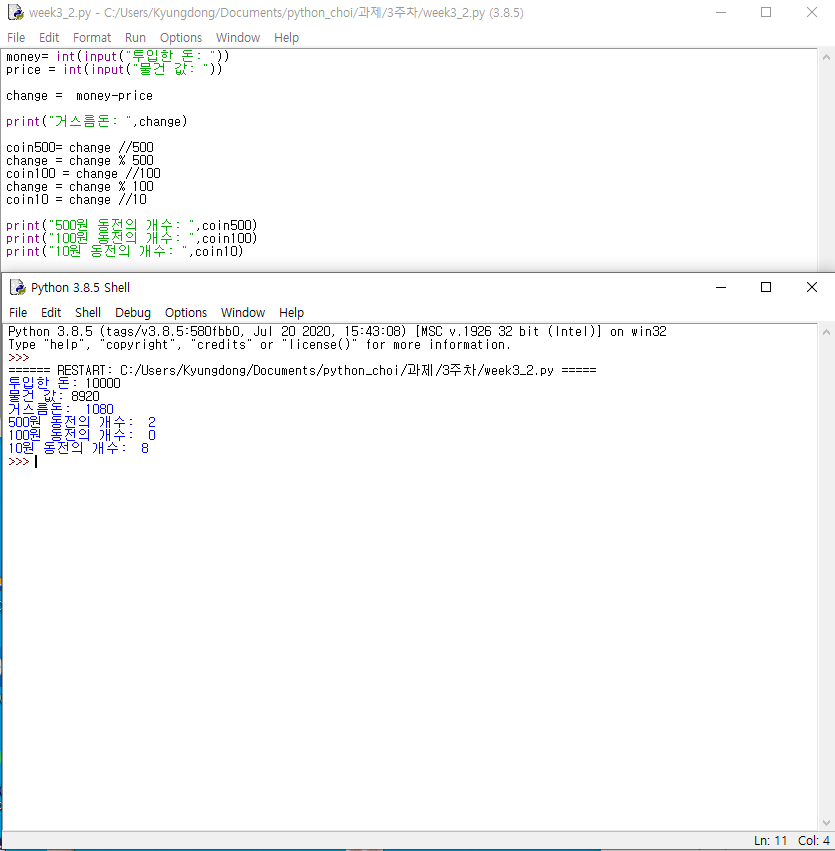 week3_2.py - C:/Users/Kyungdong/Documents/python_choi/과제/3주차/week3_2.py (3.8.5)
File Edit Format Run Options Window Help
money= int(input("투입한 돈: "))
price = int(input("물건 값: "))
change =  money-price
print("거스름돈: ",change)
coin500= change //500
change = change % 500
coin100 = change //100
change = change % 100
coin10 = change //10
print("500원 동전의 개수: ",coin500)
print("100원 동전의 개수: ",coin100)
print("10원 동전의 개수: ",coin10)
Python 3.8.5 Shell
File Edit Shell Debug Options Window Help
Python 3.8.5 (tags/v3.8.5:580fbb0, Jul 20 2020, 15:43:08) [MSC v.1926 32 bit (Intel)] on win32
Type "help", "copyright", "credits" or "license()" for more information.
>>>
====== RESTART: C:/Users/Kyungdong/Documents/python_choi/과제/3주차/week3_2.py =====
투입한 돈: 10000
물건 값: 8920
거스름돈:  1080
500원 동전의 개수:  2
100원 동전의 개수:  0
10원 동전의 개수:  8
>>>
Ln: 11 Col: 4